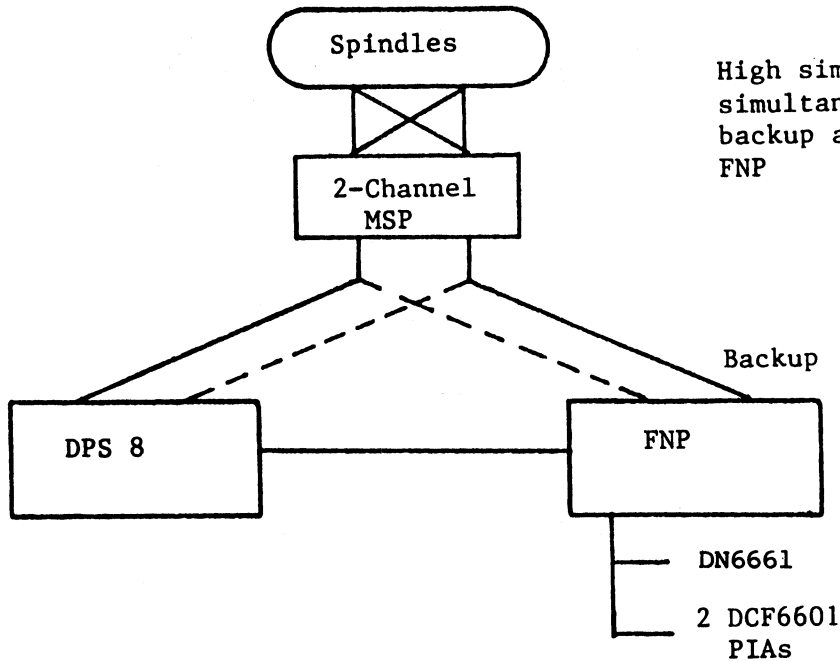 Spindles
High sim
simultan
backup a
FNP
2-Channel
MSP
Backup
DPS 8
FNP
DN6661
2 DCF6601
PIAs